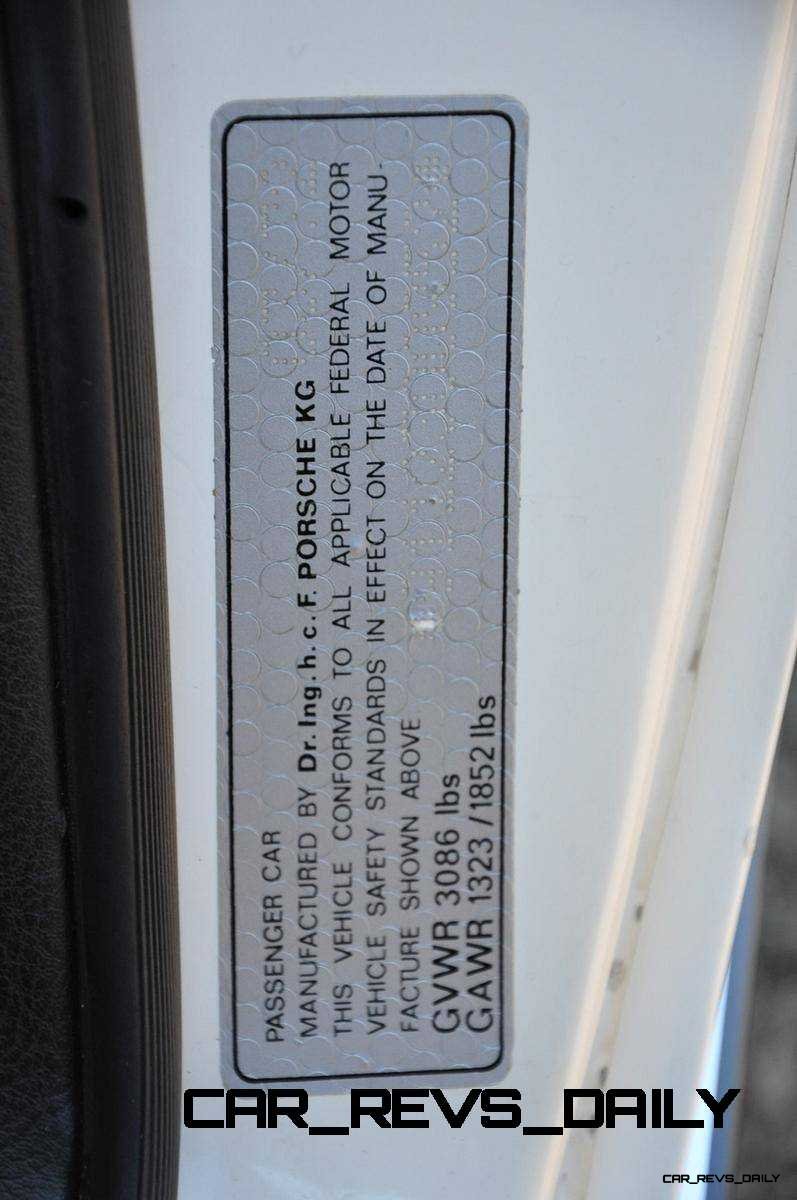 PASSENGER CAR
MANUFACTURED BY Dr. Ing. h. c. F. PORSCHE KG
THIS VEHICLE CONFORMS TO ALL APPLICABLE FEDERAL MOTOR
VEHICLE SAFETY STANDARDS IN EFFECT ON THE DATE OF MANU-
FACTURE SHOWN ABOVE
GVWR 3086 lbs
GAWR 1323 / 1852 lbs
CAR_REVS_DAILY
CAR_REVS_DAILY